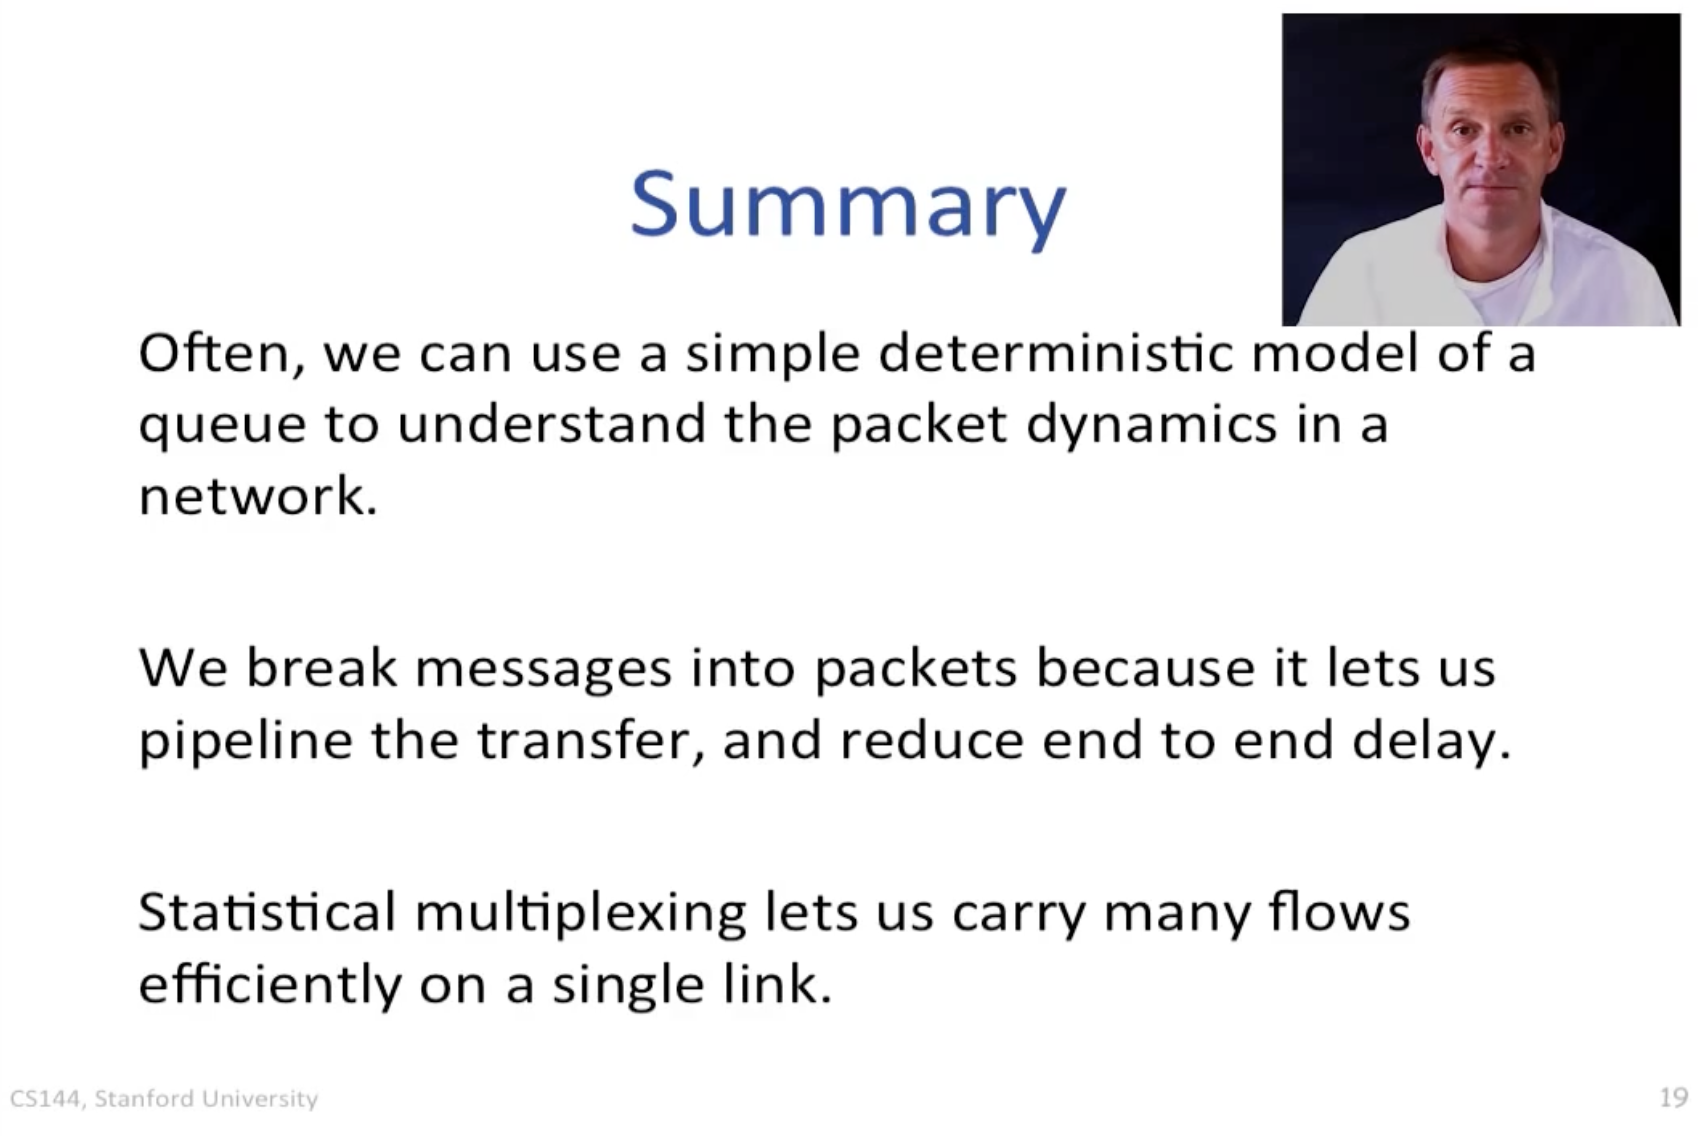 Summary
Often, we can use a simple deterministic model of a
queue to understand the packet dynamics in a
network.
We break messages into packets because it lets us
pipeline the transfer, and reduce end to end delay.
Statistical multiplexing lets us carry many flows
efficiently on a single link.
CS144, Stanford University
19